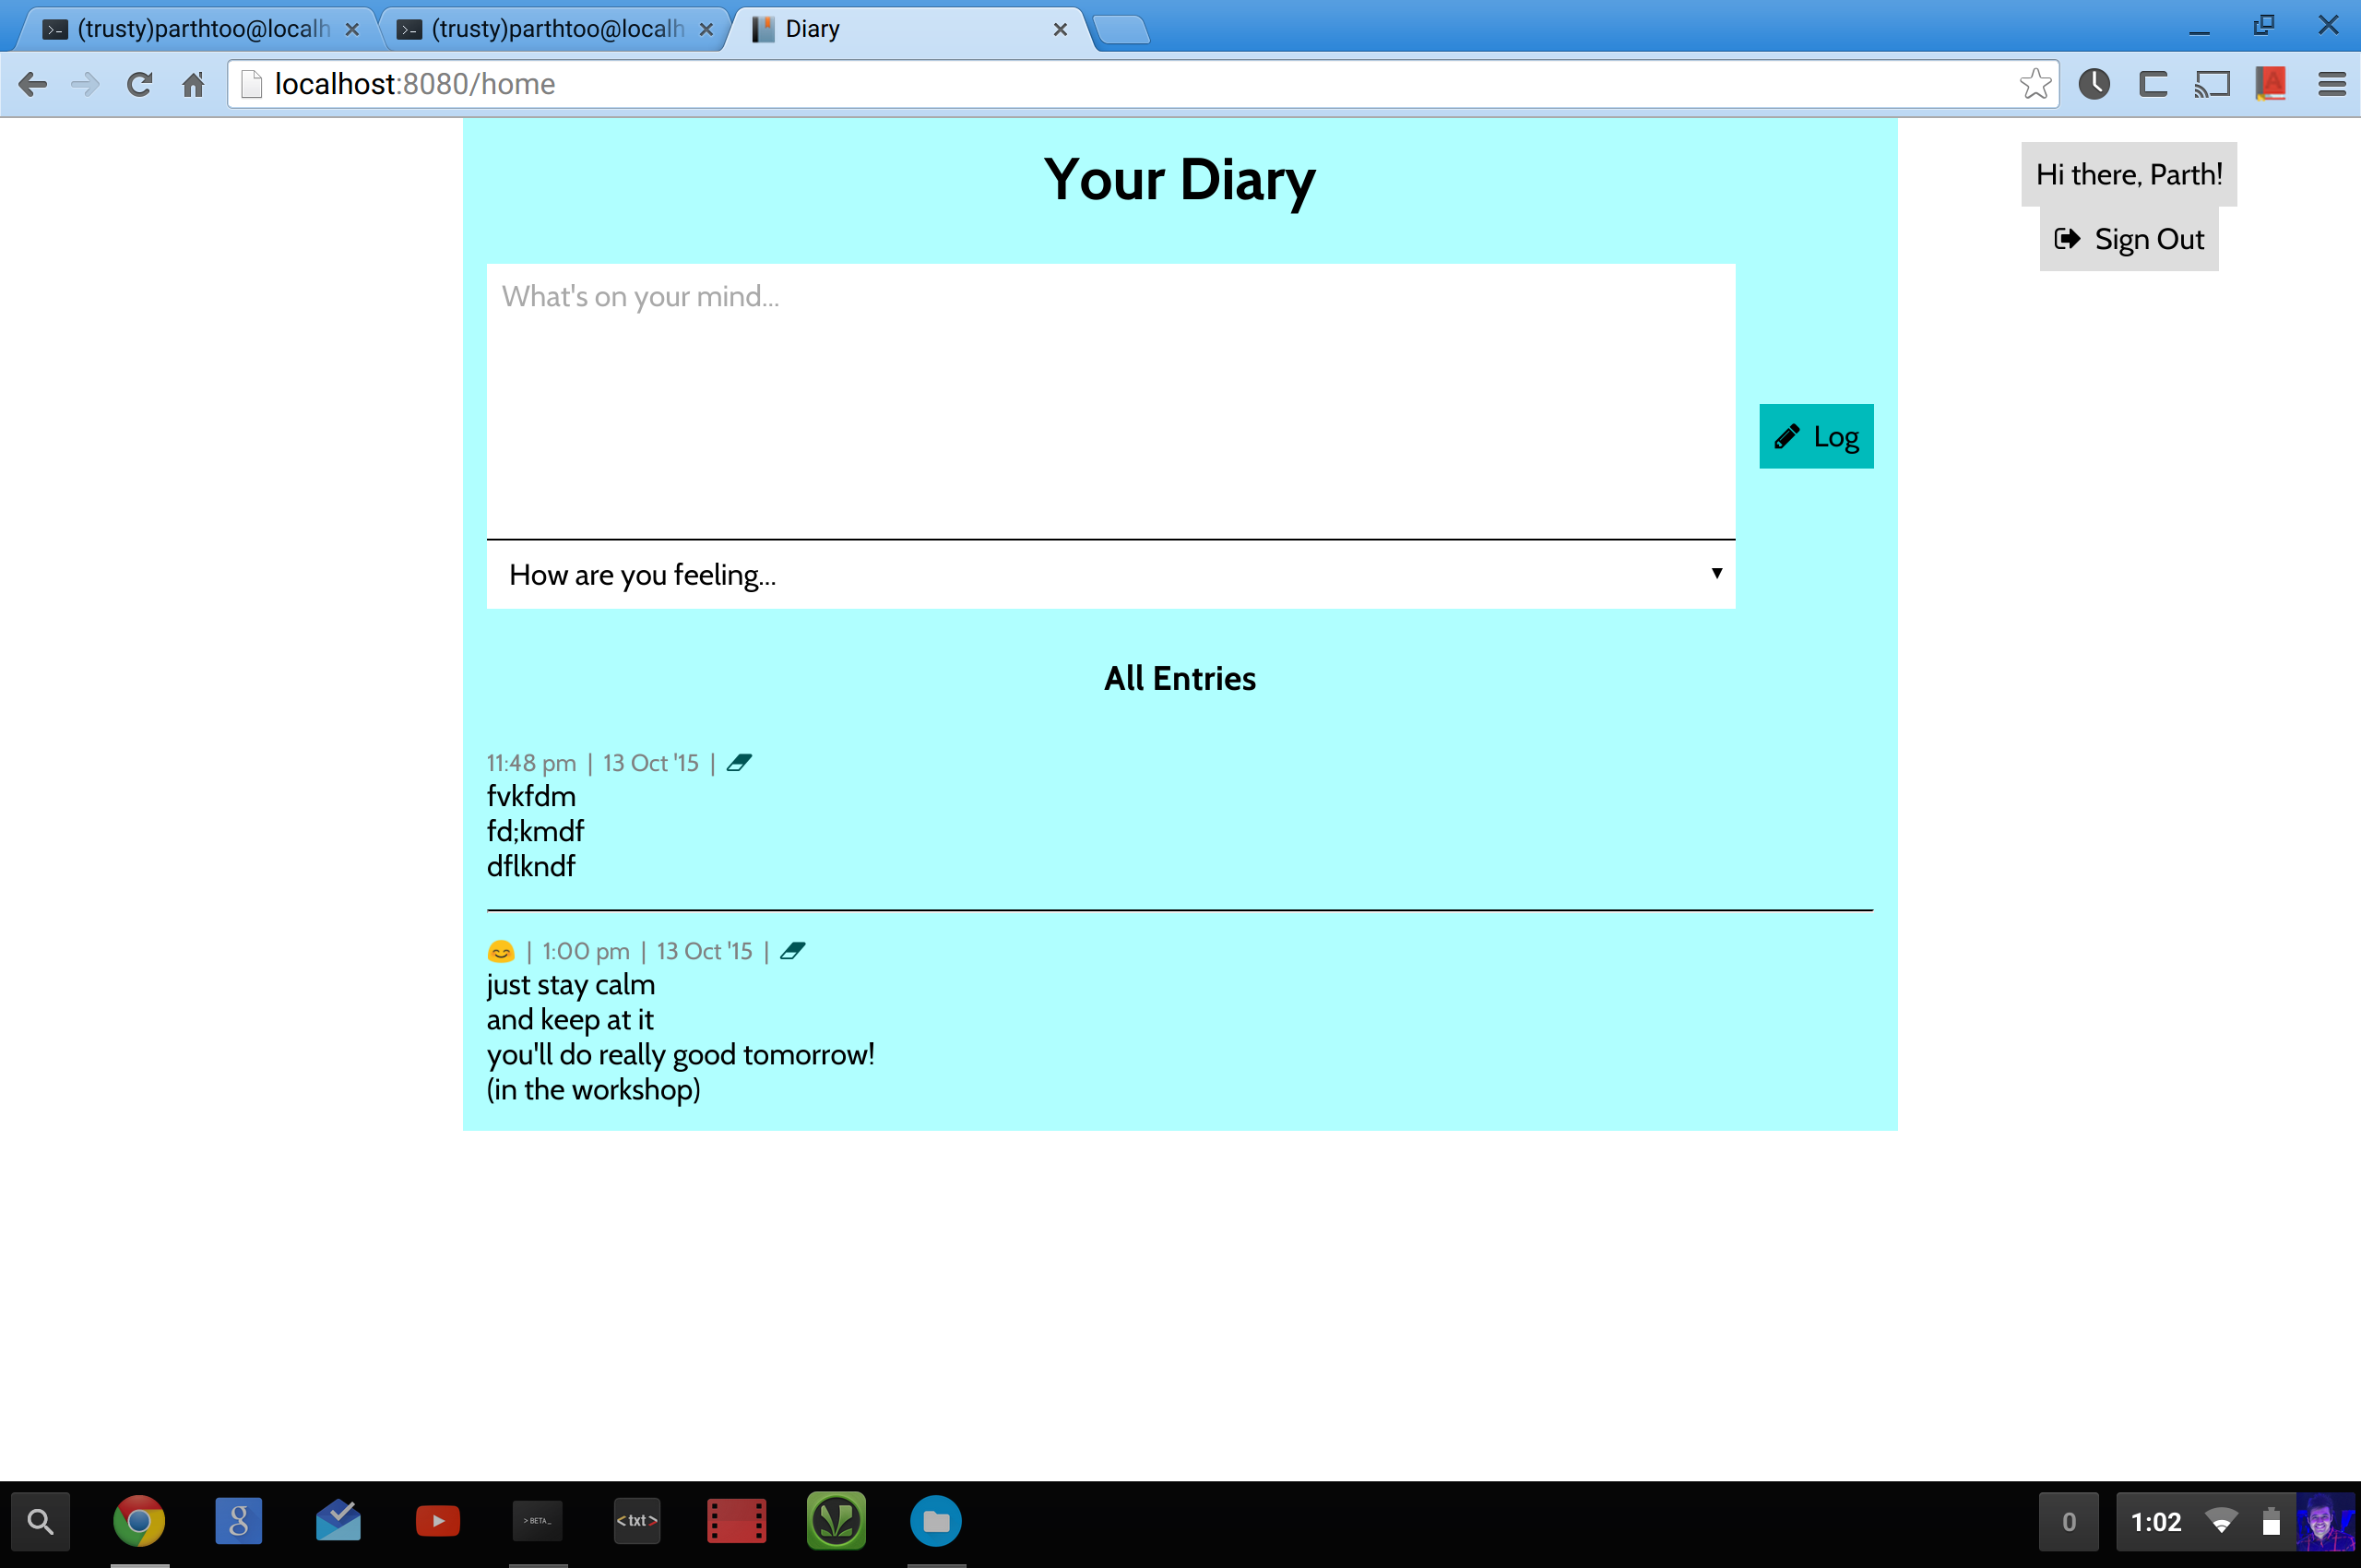 (trusty)parthtoo@localh
(trusty)parthtoo@localh
Diary
localhost:8080/home
Your Diary
Hi there, Parth!
Sign Out
What's on your mind...
Log
How are you feeling...
All Entries
11:48 pm | 13 Oct '15 |
fvkfdm
fd;kmdf
dflkndf
😊 | 1:00 pm | 13 Oct '15 |
just stay calm
and keep at it
you'll do really good tomorrow!
(in the workshop)
A
g
> BETA_
<txt>
0
1:02